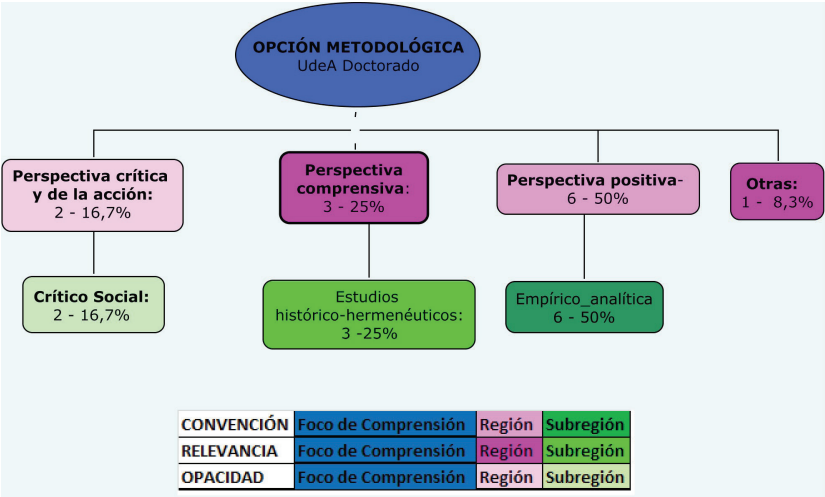 OPCIÓN METODOLÓGICA
UdeA Doctorado
Perspectiva crítica
y de la acción:
2 - 16,7%
Perspectiva
comprensiva:
3 - 25%
Perspectiva positiva-
6 - 50%
Otras:
1 - 8,3%
Crítico Social:
2 - 16,7%
Estudios
histórico-hermenéuticos:
3 -25%
Empírico_analítica
6 - 50%
CONVENCIÓN Foco de Comprensión Región Subregión
RELEVANCIA Foco de Comprensión Región Subregión
OPACIDAD Foco de Comprensión Región Subregión